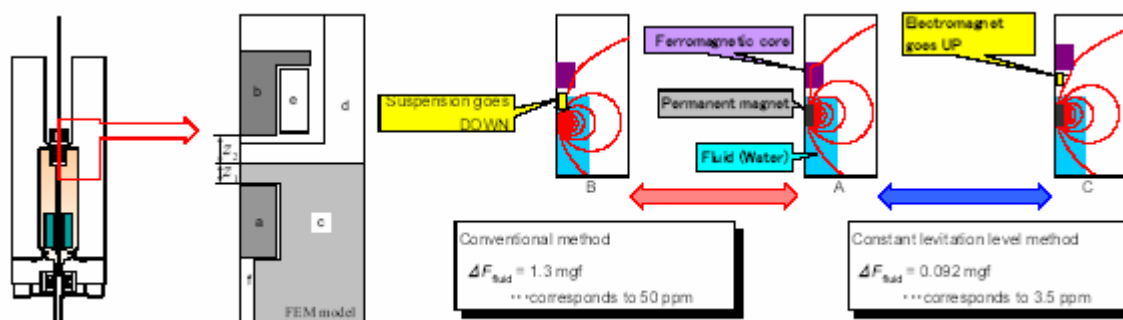 b
e
d
Z2
Z1
a
c
f
FEM model
Suspension goes
DOWN
Ferromagnetic core
Permanent magnet
Fluid (Water)
Electromagnet
goes UP
B
A
C
Conventional method
ΔFfluid = 1.3 mgf
⋯corresponds to 50 ppm
Constant levitation level method
ΔFfluid = 0.092 mgf
⋯corresponds to 3.5 ppm